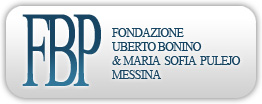 FBP
FONDAZIONE
UBERTO BONINO
& MARIA SOFIA PULEJO
MESSINA